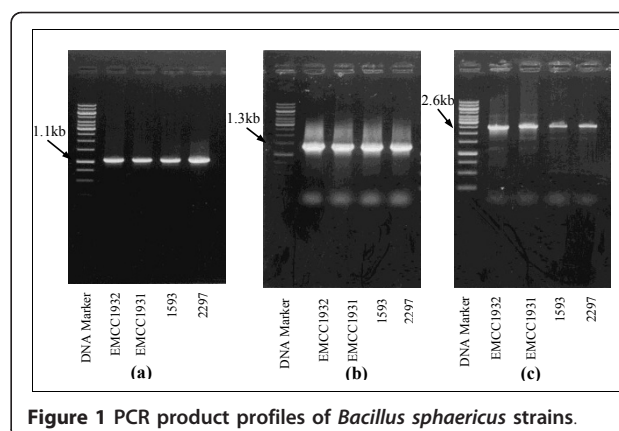 1.1kb
1.3kb
2.6kb
DNA Marker
EMCC1932
EMCC1931
1593
2297
(a)
DNA Marker
EMCC1932
EMCC1931
1593
2297
(b)
DNA Marker
EMCC1932
EMCC1931
1593
2297
(c)
Figure 1 PCR product profiles of Bacillus sphaericus strains.